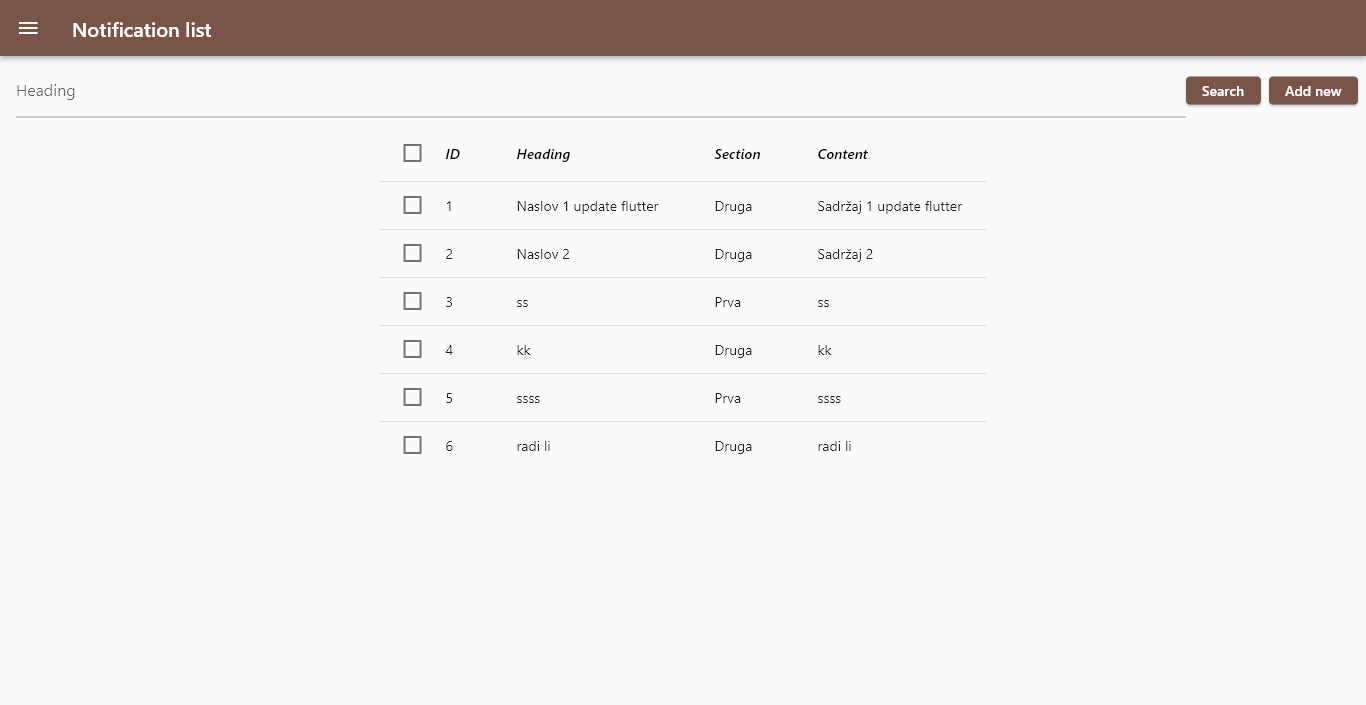 Notification list
Heading Search Add new
ID Heading Section Content
1 Naslov 1 update flutter Druga Sadržaj 1 update flutter
2 Naslov 2 Druga Sadržaj 2
3 ss Prva ss
4 kk Druga kk
5 ssss Prva ssss
6 radi li Druga radi li